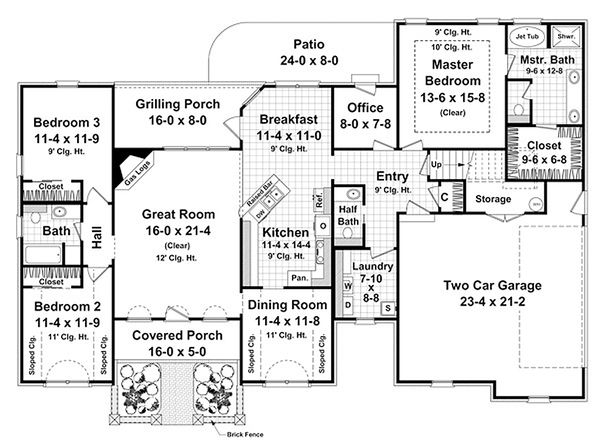 Patio
24-0 x 8-0
9' Clg. Ht.
10' Clg. Ht.
Master
Bedroom
13-6 x 15-8
(Clear)
Jet Tub
Shwr.
Mstr. Bath
9-6 x 12-8
Bedroom 3
11-4 x 11-9
9' Clg. Ht.
Grilling Porch
16-0 x 8-0
Breakfast
11-4 x 11-0
9' Clg. Ht.
Office
8-0 x 7-8
Closet
9-6 x 6-8
Gas Logs
Entry
9' Clg. Ht.
Up
Closet
Raised Bar
DW
Ref.
C
Storage
Bath
Hall
Great Room
16-0 x 21-4
(Clear)
12' Clg. Ht.
Kitchen
11-4 x 14-4
9' Clg. Ht.
Pan.
Half
Bath
Laundry
7-10
x
8-8
W
D
S
Two Car Garage
23-4 x 21-2
Closet
Bedroom 2
11-4 x 11-9
11' Clg. Ht.
Sloped Clg.
Sloped Clg.
Covered Porch
16-0 x 5-0
Dining Room
11-4 x 11-8
11' Clg. Ht.
Sloped Clg.
Sloped Clg.
Brick Fence